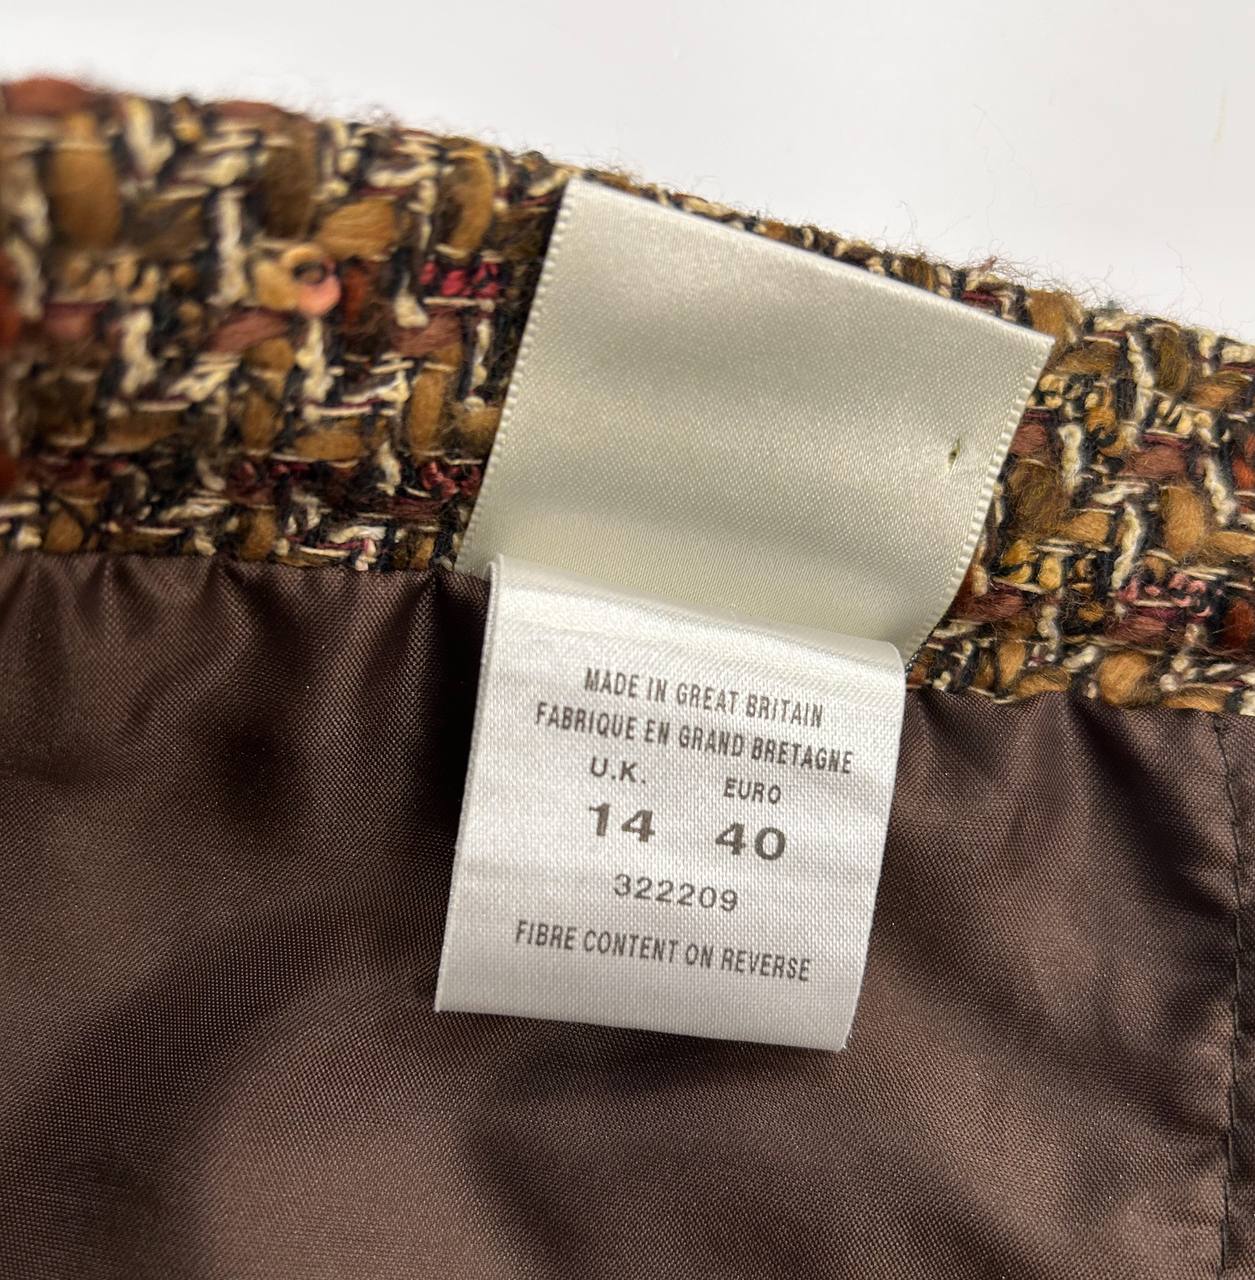 MADE IN GREAT BRITAIN
FABRIQUE EN GRAND BRETAGNE
U.K. EURO
14 40
322209
FIBRE CONTENT ON REVERSE